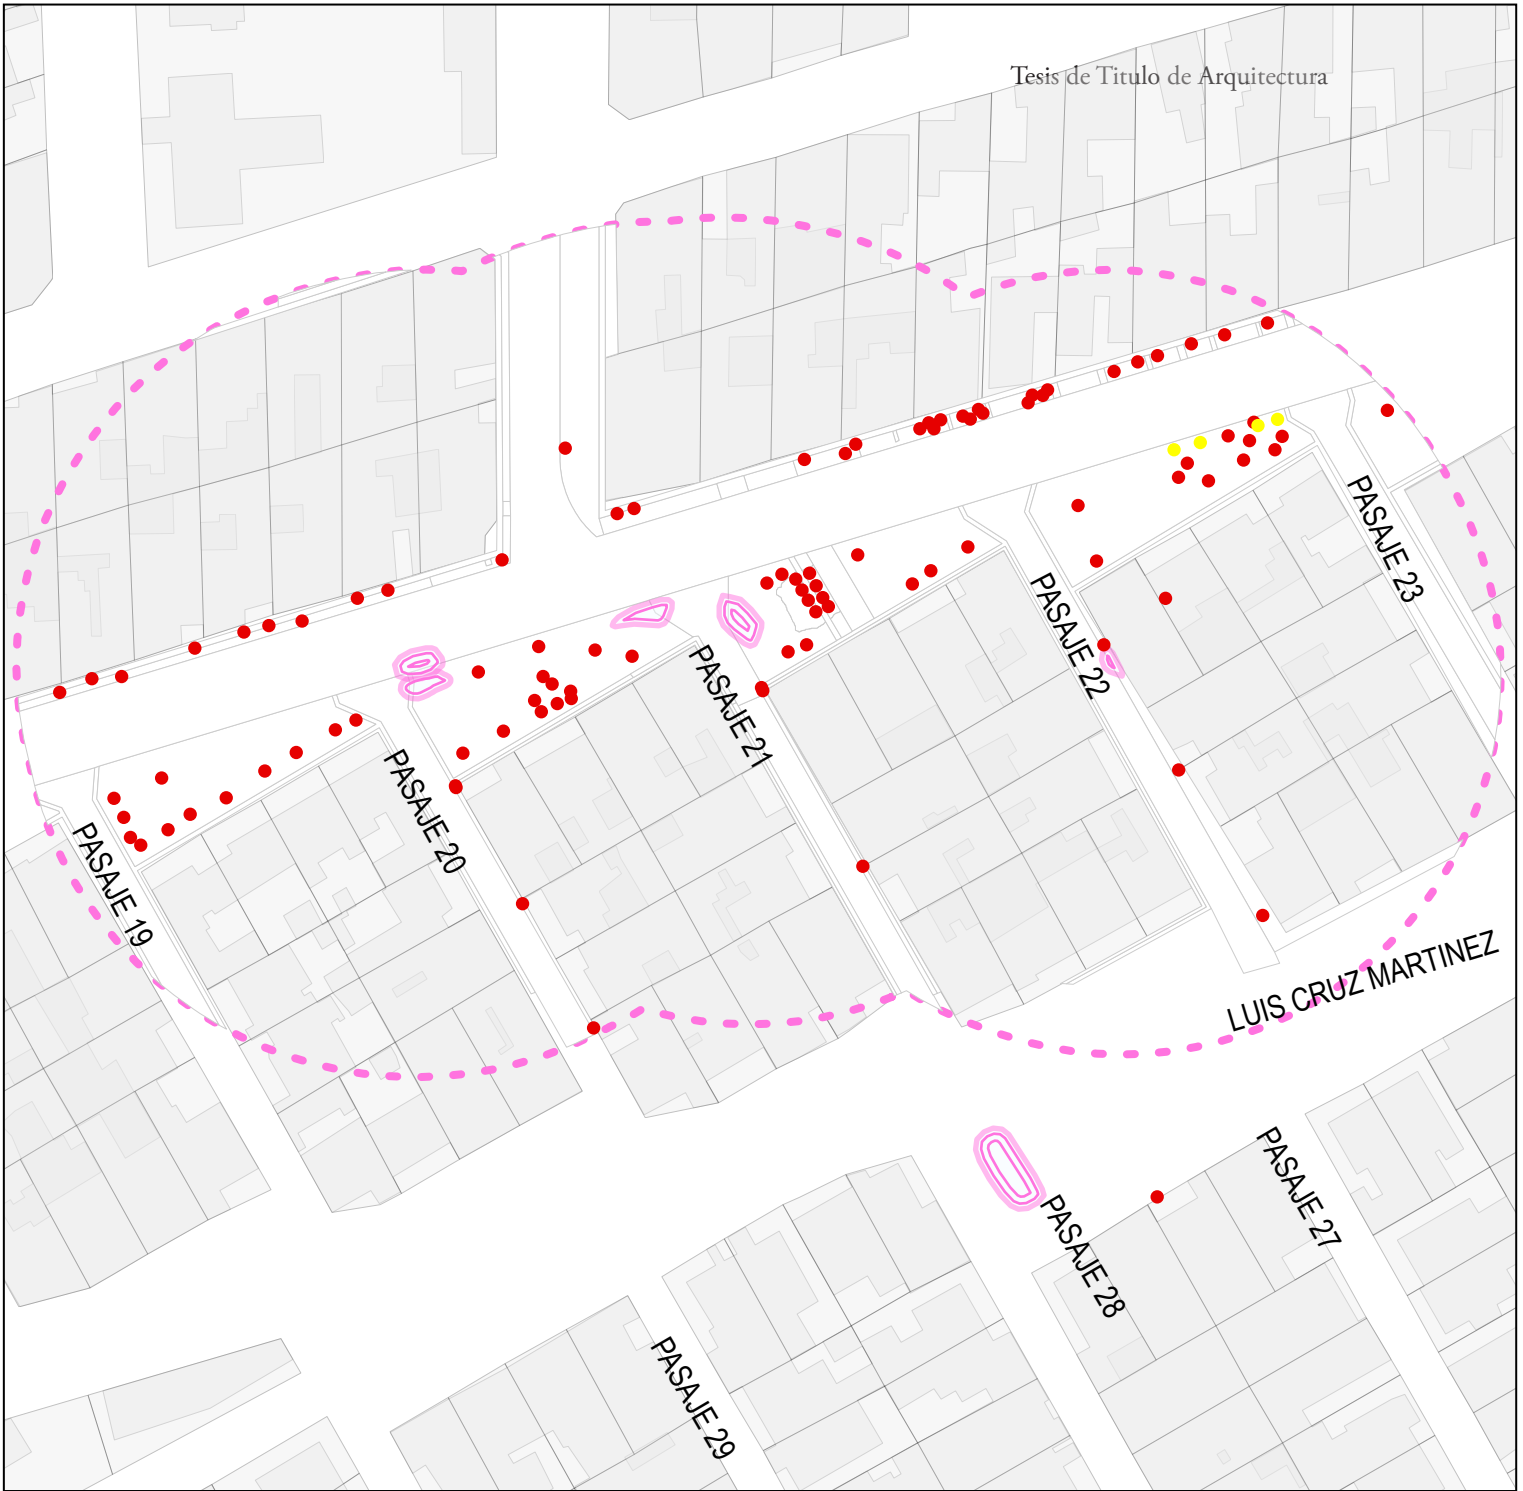 Tesis de Titulo de Arquitectura
PASAJE 23
PASAJE 22
PASAJE 21
PASAJE 20
PASAJE 19
LUIS CRUZ MARTINEZ
PASAJE 27
PASAJE 28
PASAJE 29